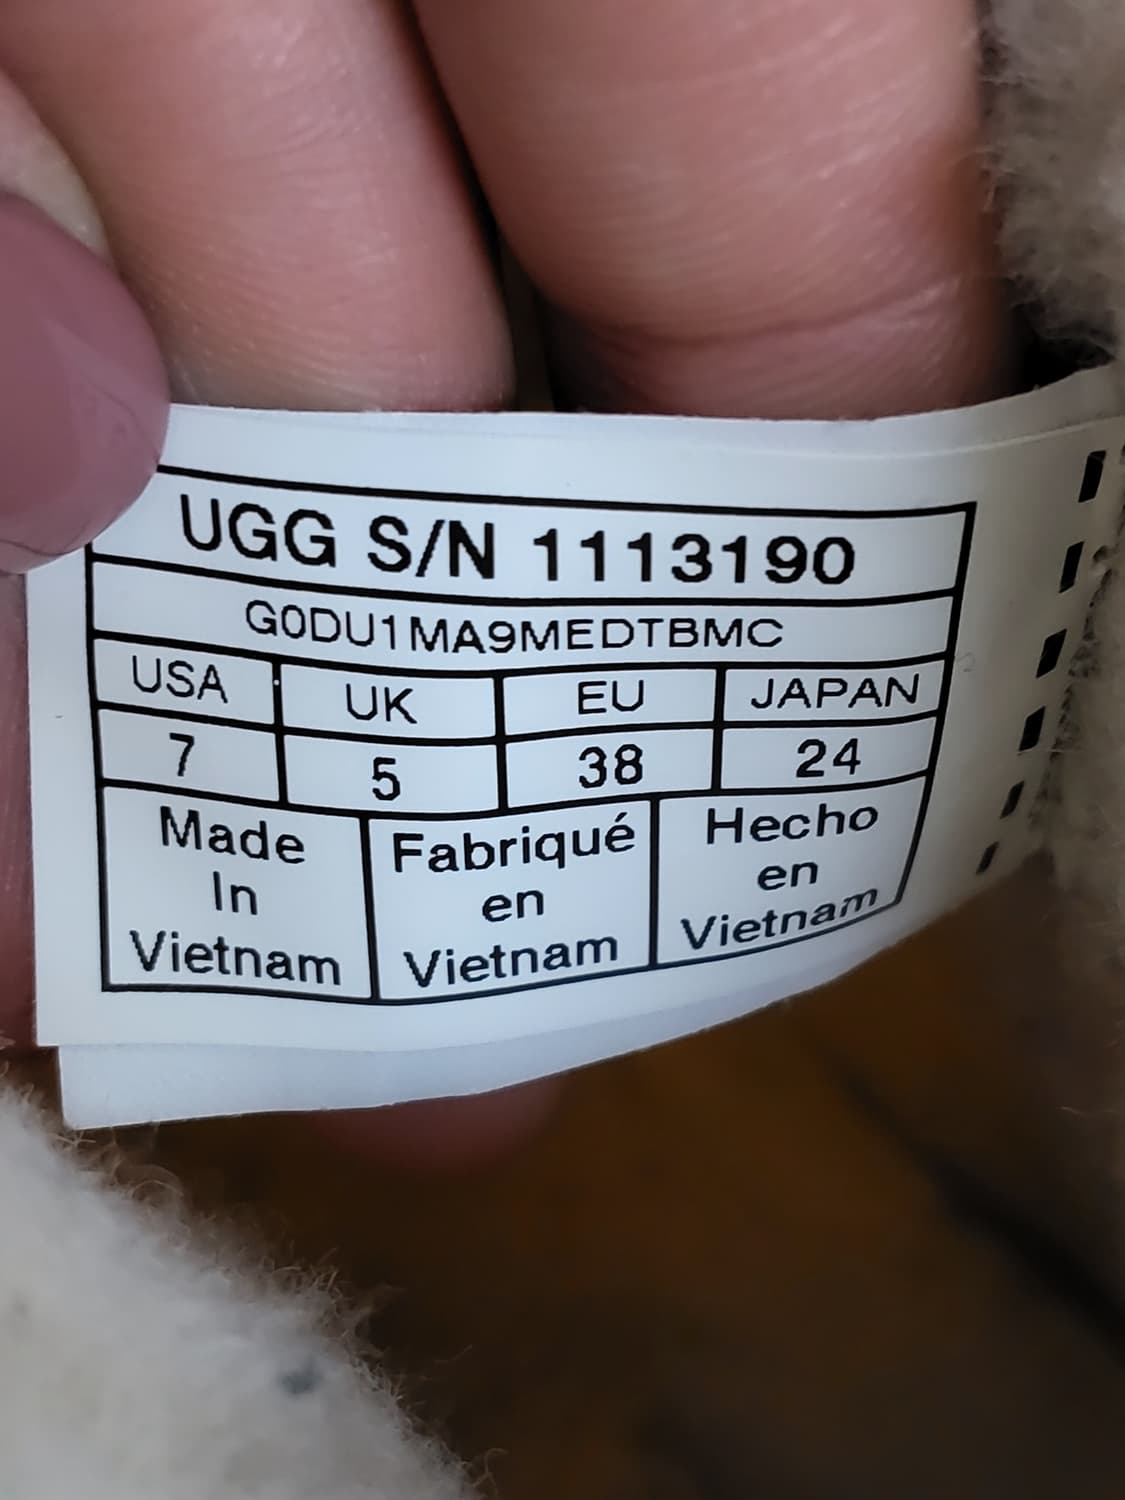 UGG S/N 1113190
G0DU1MA9MEDTBMC
USA UK EU JAPAN
7 5 38 24
Made
In
Vietnam
Fabriqué
en
Vietnam
Hecho
en
Vietnam